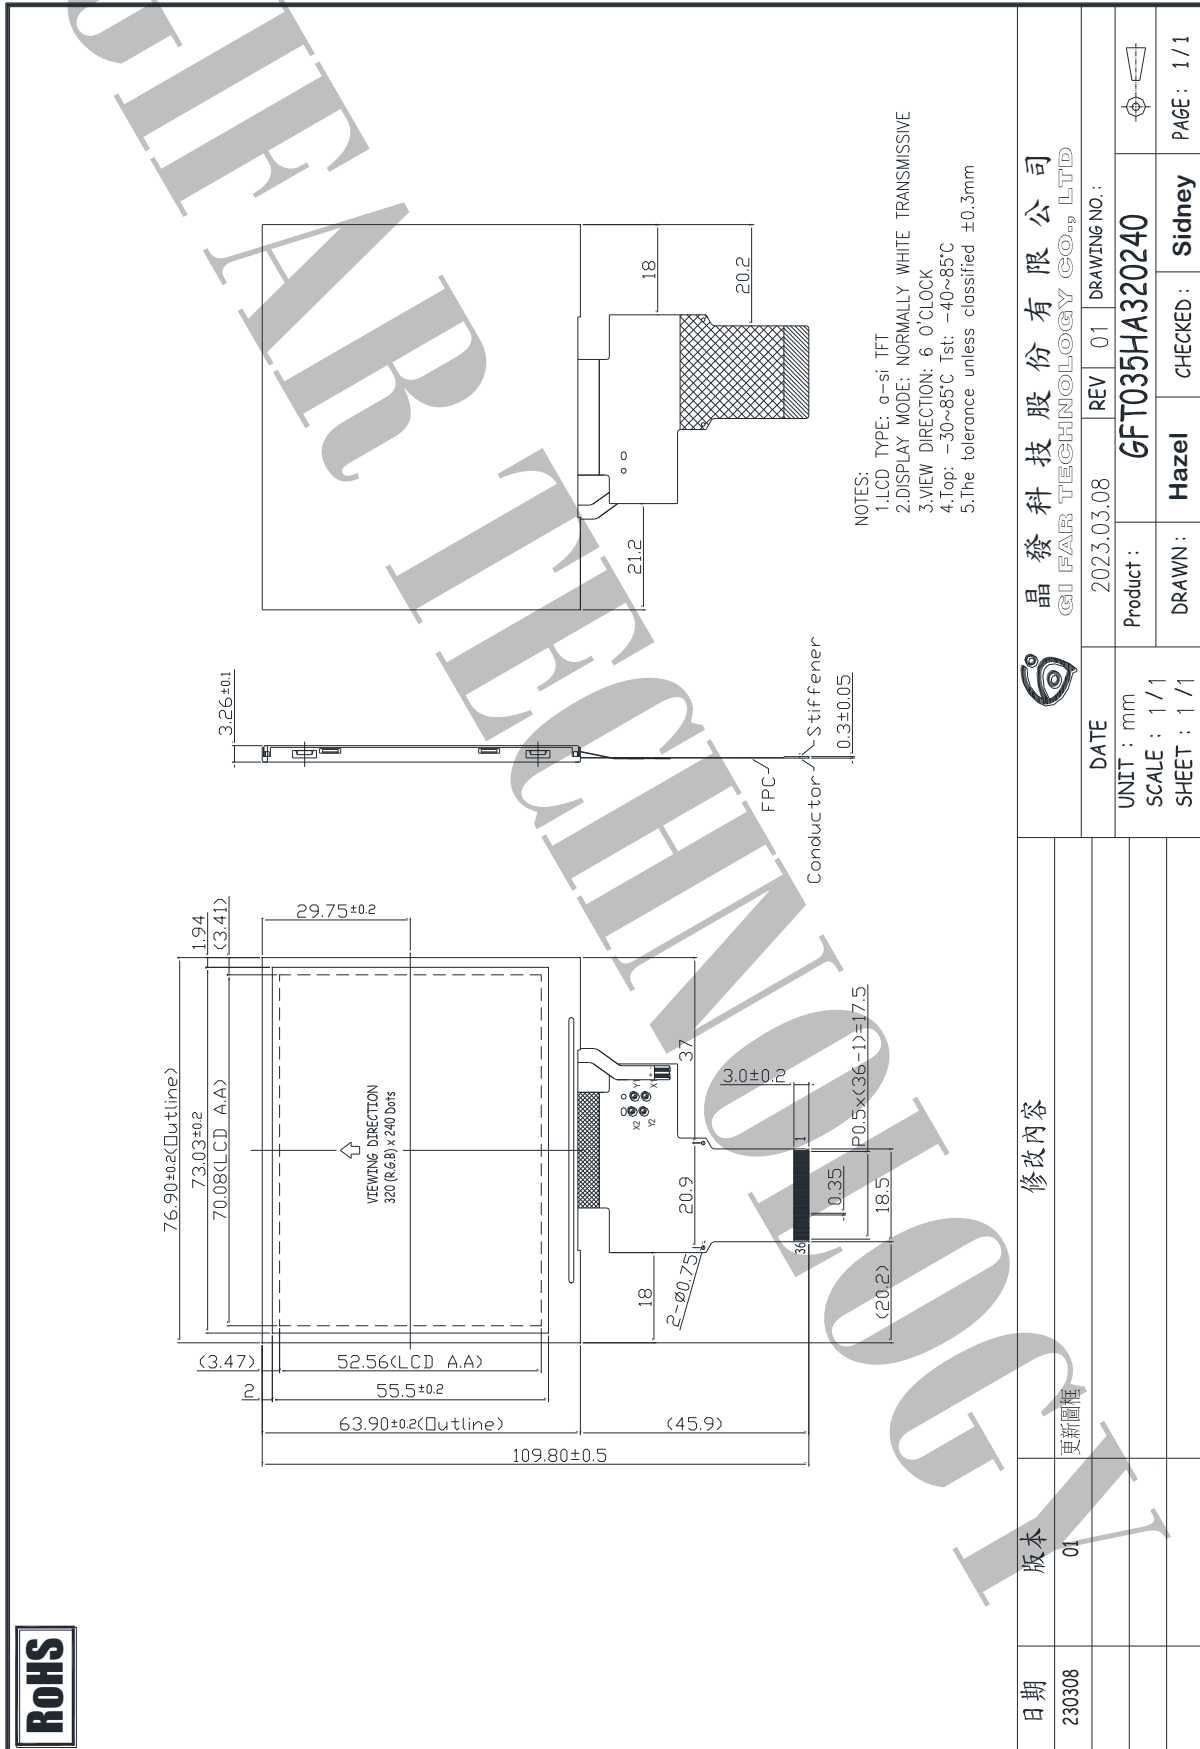 RoHS
76.90±0.2(Outline)
73.03±0.2
70.08(LCD A.A)
1.94
(3.41)
29.75±0.2
VIEWING DIRECTION
320 (R.G.B) x 240 Dots
(3.47)
52.56(LCD A.A)
2
55.5±0.2
63.90±0.2(Outline)
(45.9)
109.80±0.5
X2
Y1
Y2
X1
37
20.9
18
2-Ø0.75
3.0±0.2
36
1
P0.5x(36-1)=17.5
0.35
18.5
(20.2)
3.26±0.1
FPC
Conductor
Stiffener
0.3±0.05
21.2
18
20.2
NOTES:
1.LCD TYPE: a-si TFT
2.DISPLAY MODE: NORMALLY WHITE TRANSMISSIVE
3.VIEW DIRECTION: 6 O'CLOCK
4.Top: -30~85°C Tst: -40~85°C
5.The tolerance unless classified ±0.3mm
GIFAR TECHNOLOGY
日期
版本
修改內容
230308
01
更新圖框
晶發科技股份有限公司
GI FAR TECHNOLOGY CO., LTD
DATE
2023.03.08
REV
01
DRAWING NO.:
UNIT : mm
SCALE : 1 /1
SHEET : 1 /1
Product :
GFT035HA320240
DRAWN :
Hazel
CHECKED :
Sidney
PAGE : 1/1